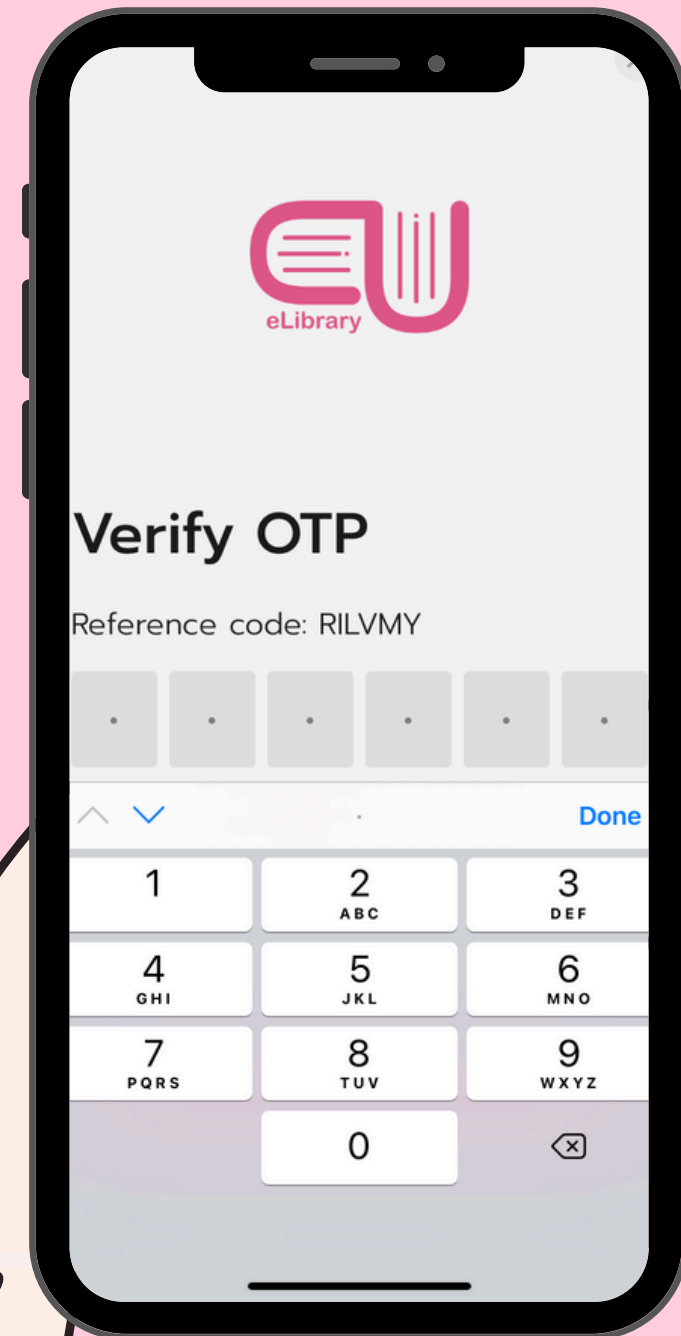 eLibrary
Verify OTP
Reference code: RILVMY
Done
1
2
ABC
3
DEF
4
GHI
5
JKL
6
MNO
7
PQRS
8
TUV
9
WXYZ
0